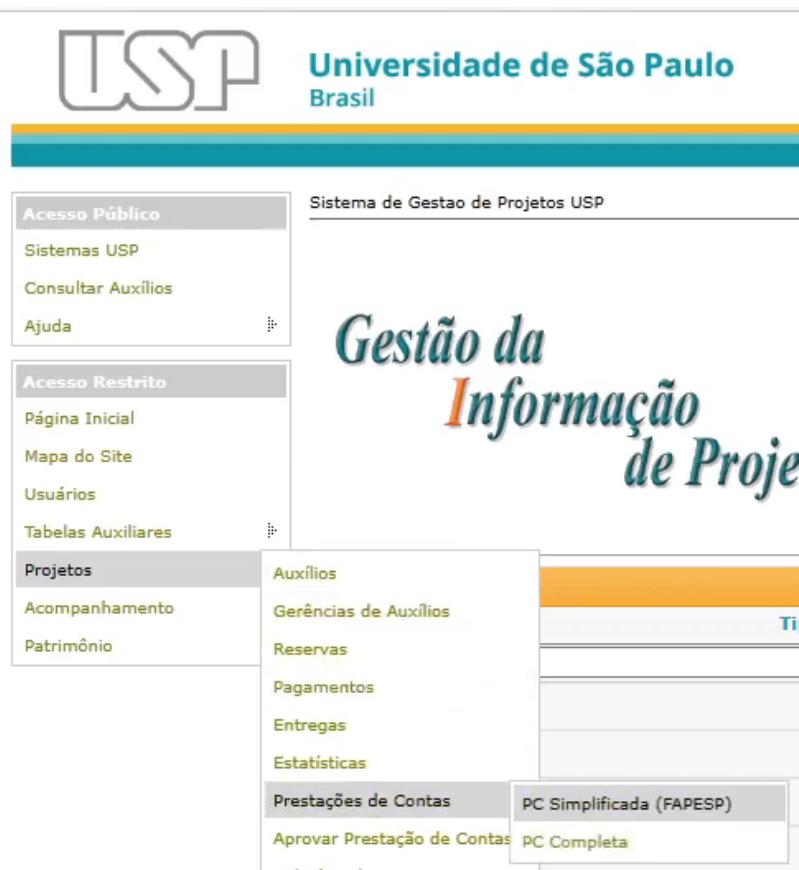 USP
Universidade de São Paulo
Brasil
Acesso Público
Sistemas USP
Consultar Auxílios
Ajuda
Sistema de Gestao de Projetos USP
Gestão da
Informação
de Proje
Acesso Restrito
Página Inicial
Mapa do Site
Usuários
Tabelas Auxiliares
Projetos
Acompanhamento
Patrimônio
Auxílios
Gerências de Auxílios
Reservas
Pagamentos
Entregas
Estatísticas
Prestações de Contas
Aprovar Prestação de Contas
PC Simplificada (FAPESP)
PC Completa
Ti